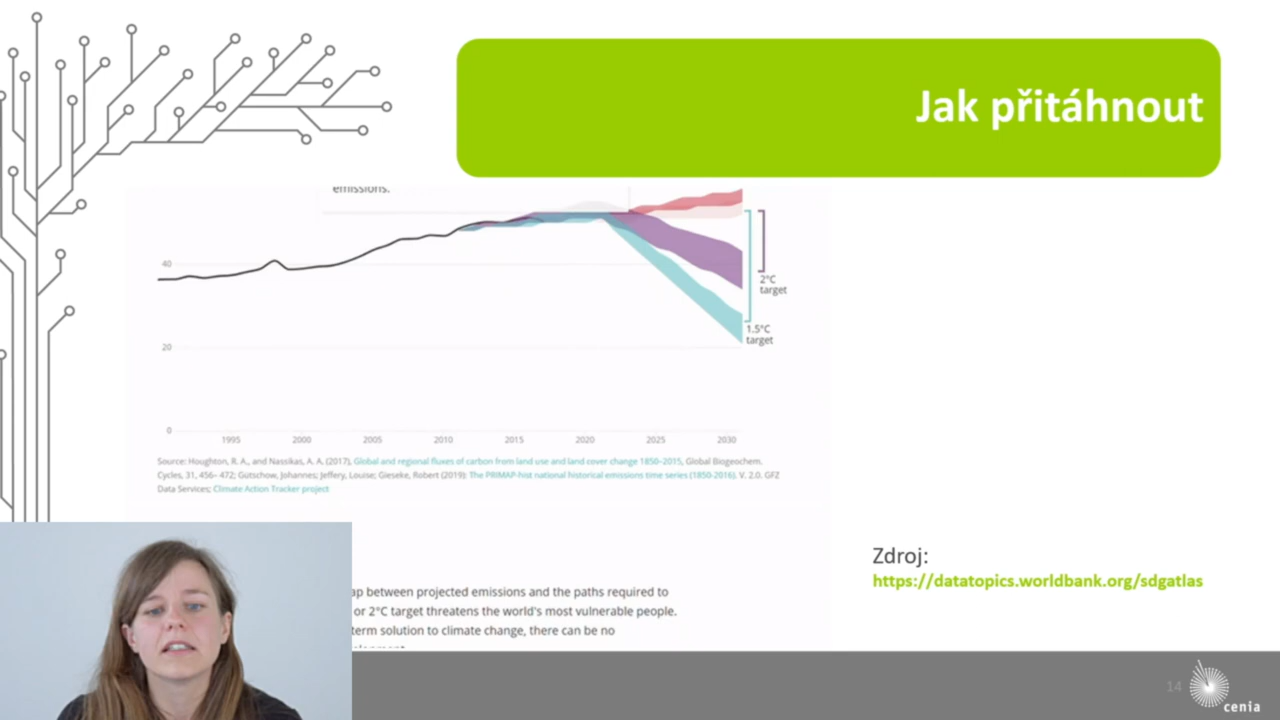 Jak přitáhnout
emissions.
40
2°C
target
1.5°C
target
20
0
1995 2000 2005 2010 2015 2020 2025 2030
Source: Houghton, R. A., and Nassikas, A. A. (2017), Global and regional fluxes of carbon from land use and land cover change 1850–2015, Global Biogeochem.
Cycles, 31, 456– 472; Gütschow, Johannes; Jeffery, Louise; Gieseke, Robert (2019): The PRIMAP-hist national historical emissions time series (1850-2016). V. 2.0. GFZ
Data Services; Climate Action Tracker project
Zdroj:
https://datatopics.worldbank.org/sdgatlas
ap between projected emissions and the paths required to
or 2°C target threatens the world's most vulnerable people.
term solution to climate change, there can be no
14
cenia